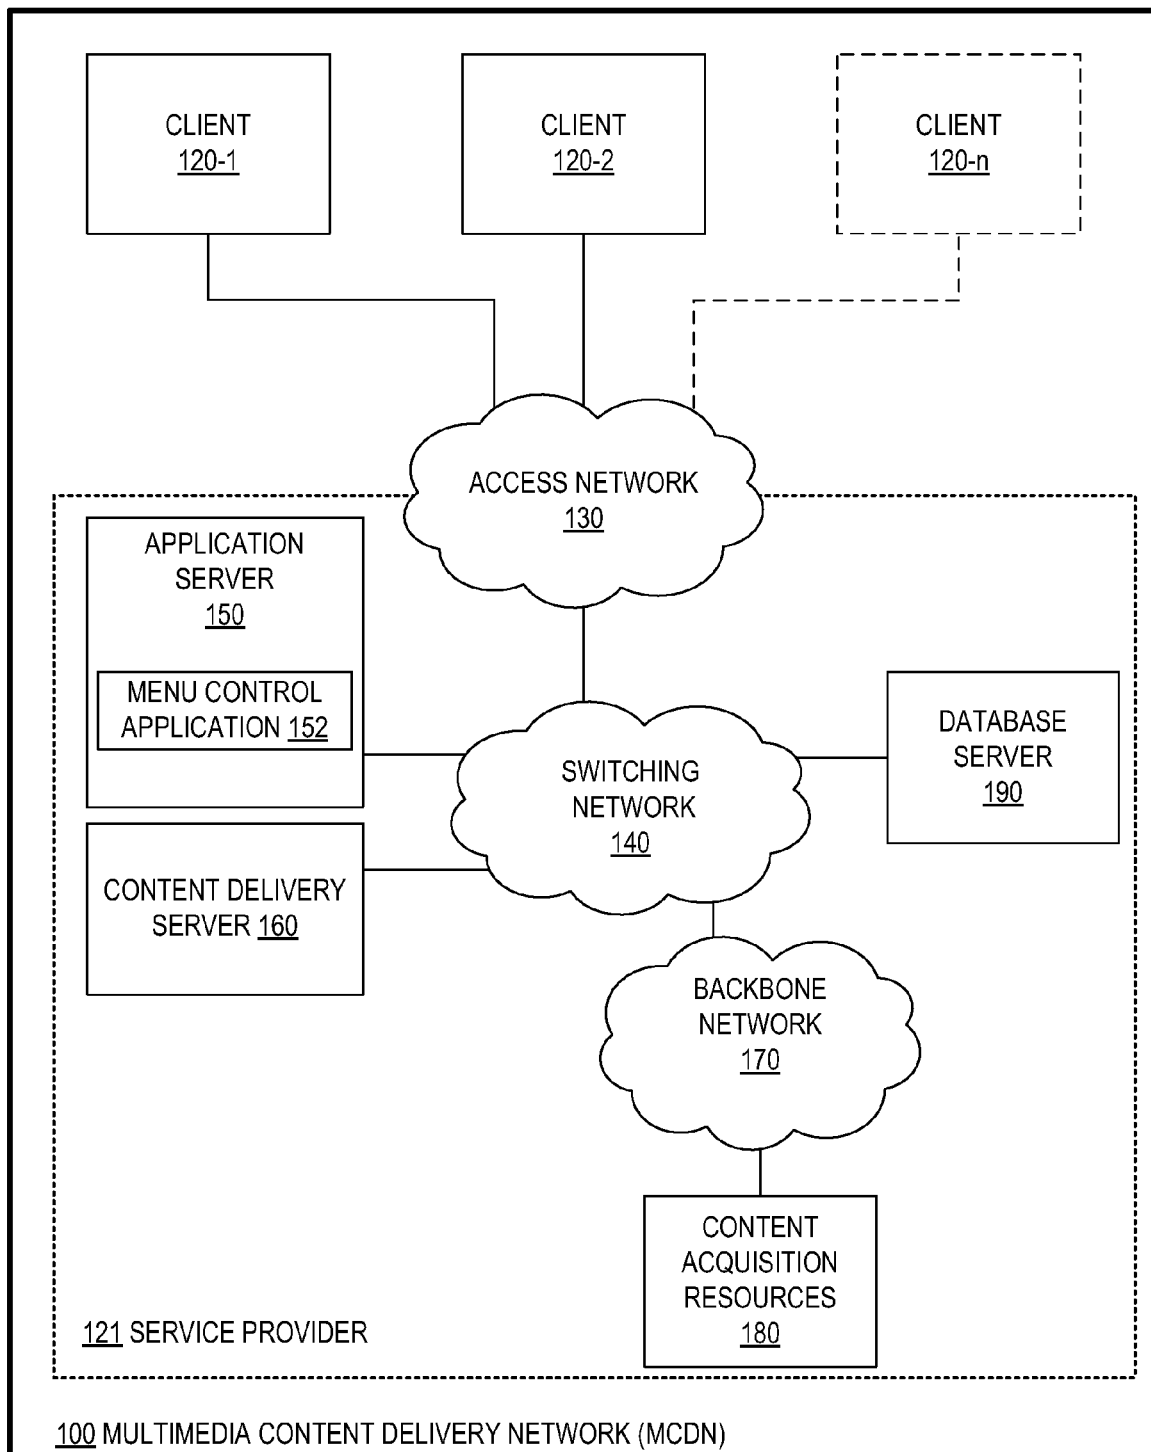 CLIENT
120-1
CLIENT
120-2
CLIENT
120-n
ACCESS NETWORK
130
APPLICATION
SERVER
150
MENU CONTROL
APPLICATION 152
SWITCHING
NETWORK
140
DATABASE
SERVER
190
CONTENT DELIVERY
SERVER 160
BACKBONE
NETWORK
170
CONTENT
ACQUISITION
RESOURCES
180
121 SERVICE PROVIDER
100 MULTIMEDIA CONTENT DELIVERY NETWORK (MCDN)